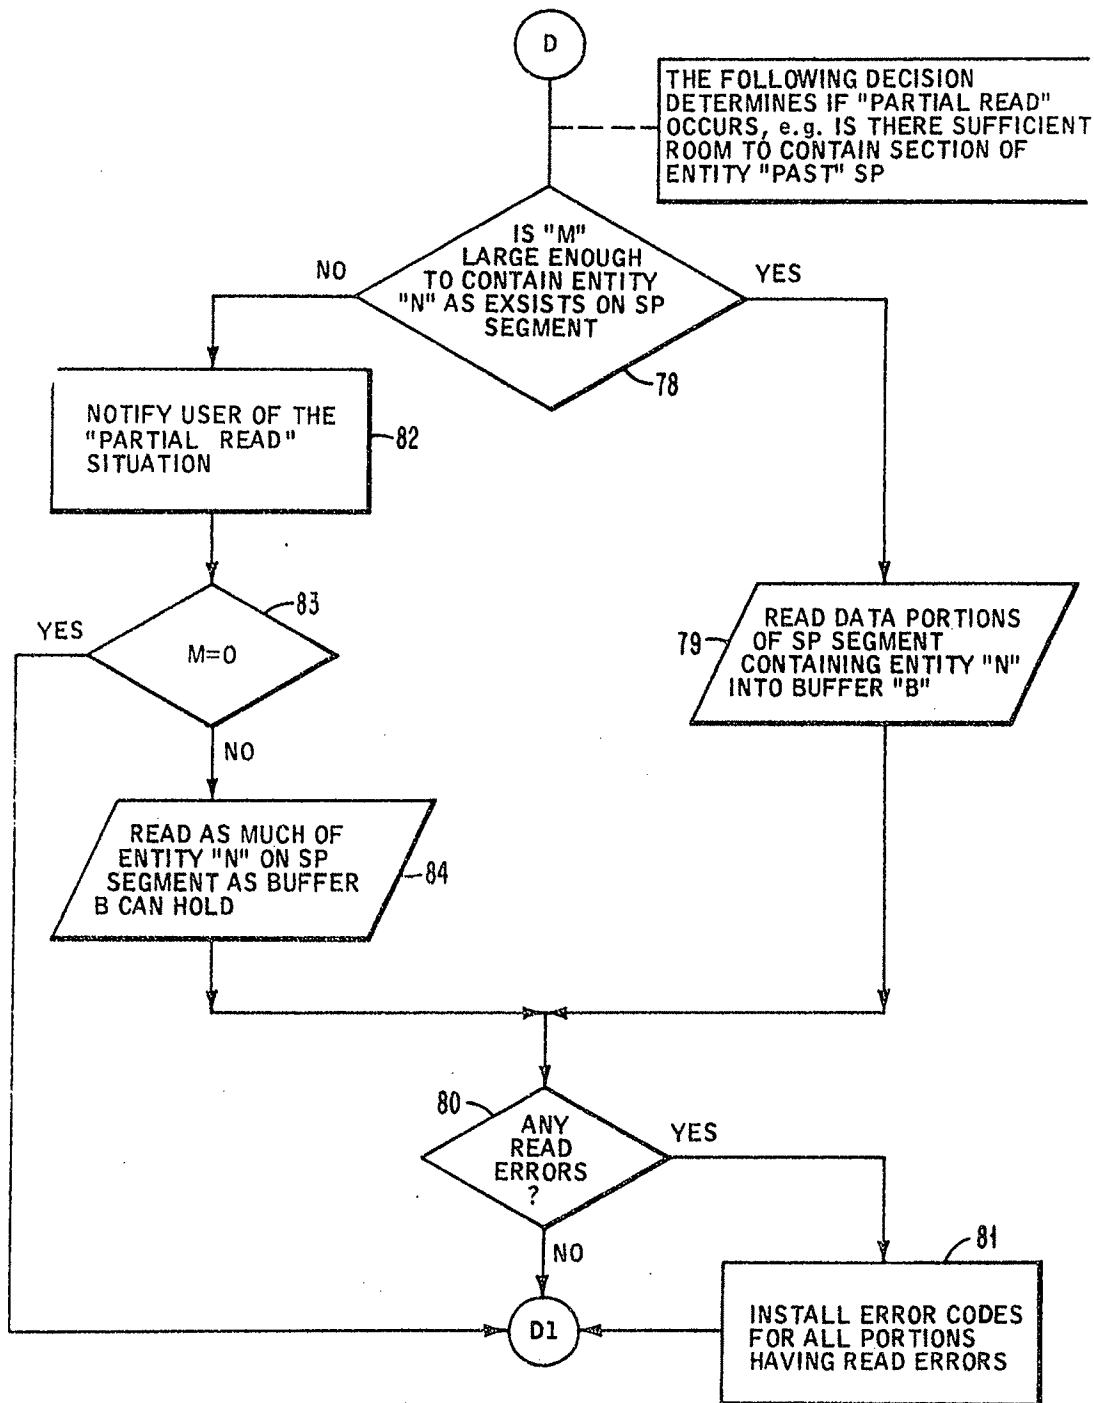 D
THE FOLLOWING DECISION
DETERMINES IF "PARTIAL READ"
OCCURS, e.g. IS THERE SUFFICIENT
ROOM TO CONTAIN SECTION OF
ENTITY "PAST" SP
IS "M"
LARGE ENOUGH
TO CONTAIN ENTITY
"N" AS EXSISTS ON SP
SEGMENT
NO
YES
78
NOTIFY USER OF THE
"PARTIAL READ"
SITUATION
82
83
YES
M=0
NO
READ DATA PORTIONS
OF SP SEGMENT
CONTAINING ENTITY "N"
INTO BUFFER "B"
79
READ AS MUCH OF
ENTITY "N" ON SP
SEGMENT AS BUFFER
B CAN HOLD
84
80
ANY
READ
ERRORS
?
YES
NO
81
INSTALL ERROR CODES
FOR ALL PORTIONS
HAVING READ ERRORS
D1